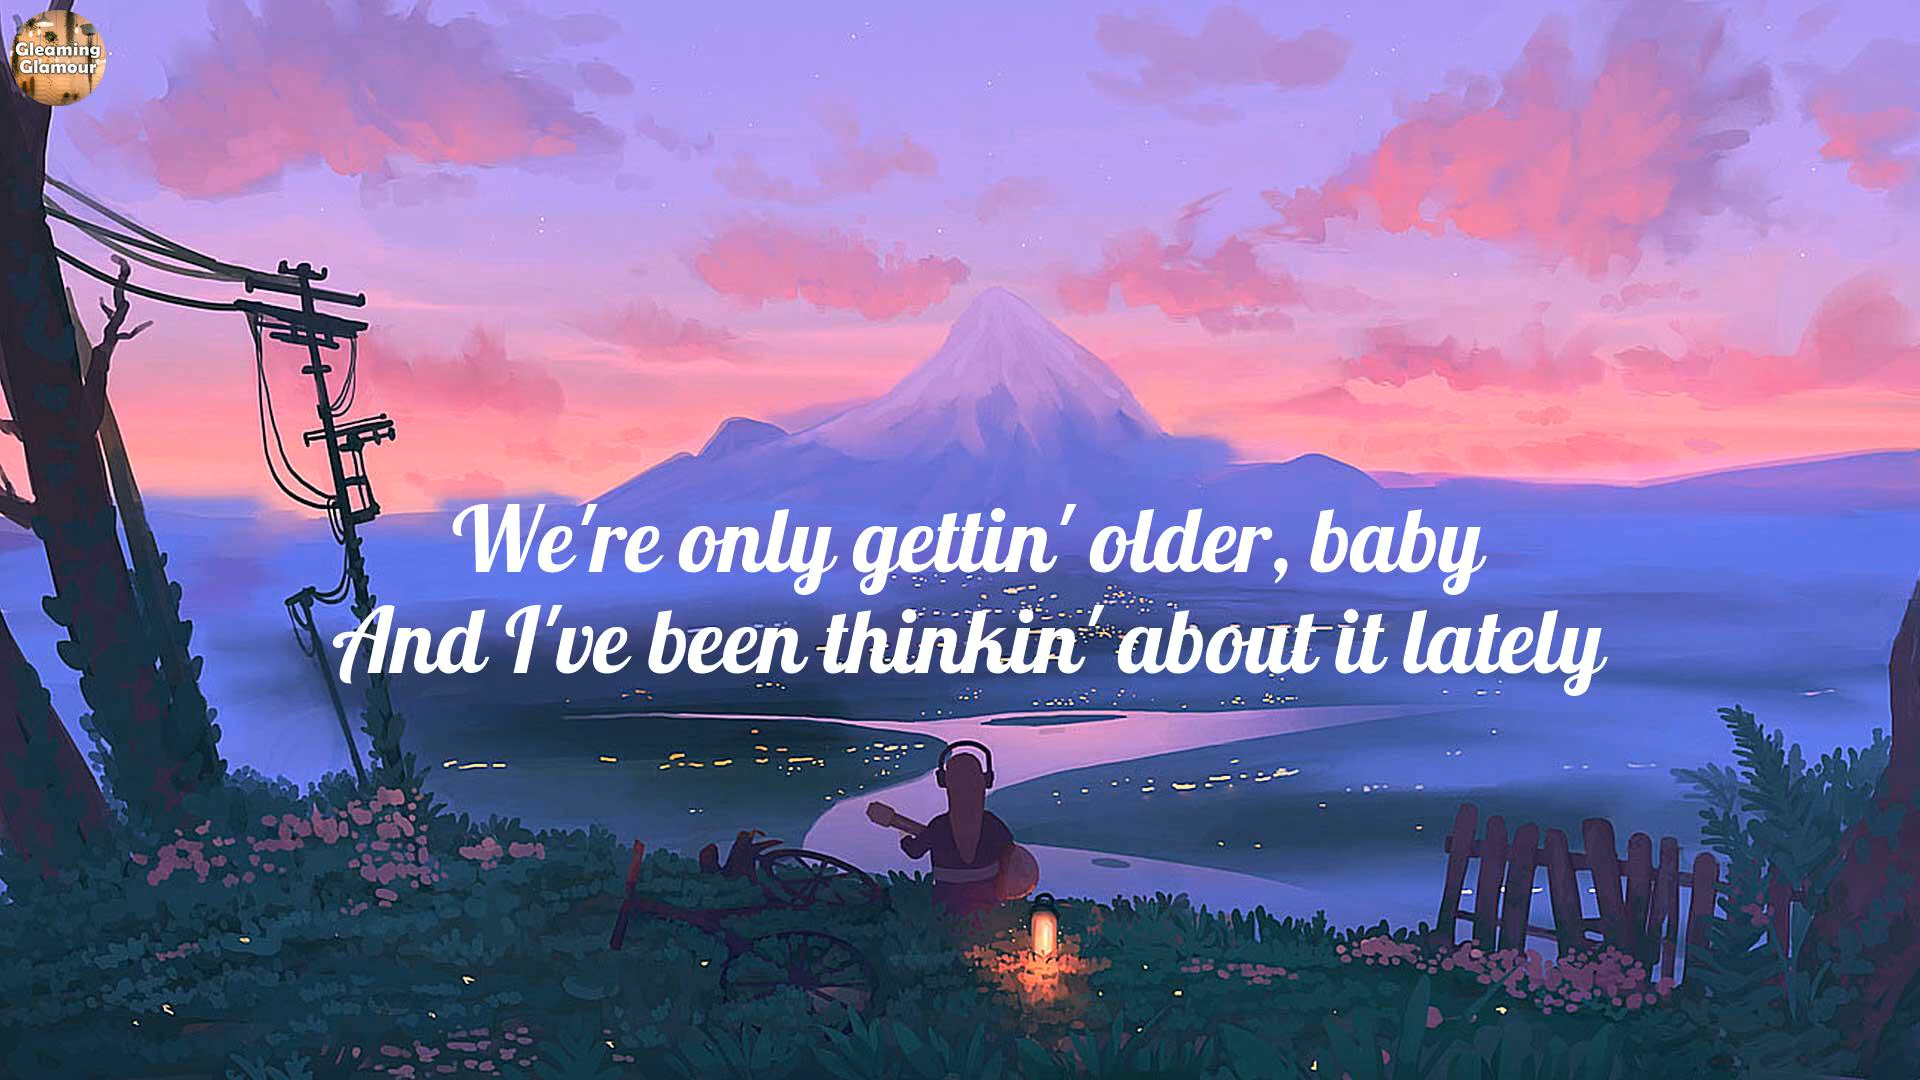 Gleaming
Glamour
We're only gettin' older, baby
And I've been thinkin' about it lately